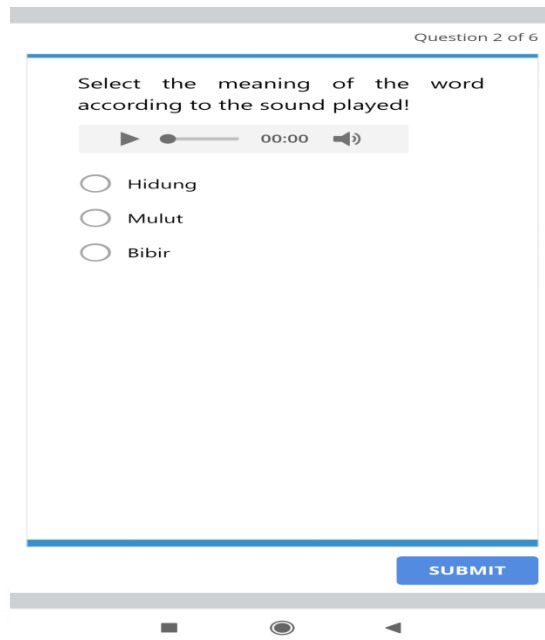 Question 2 of 6
Select the meaning of the word
according to the sound played!
00:00
Hidung
Mulut
Bibir
SUBMIT